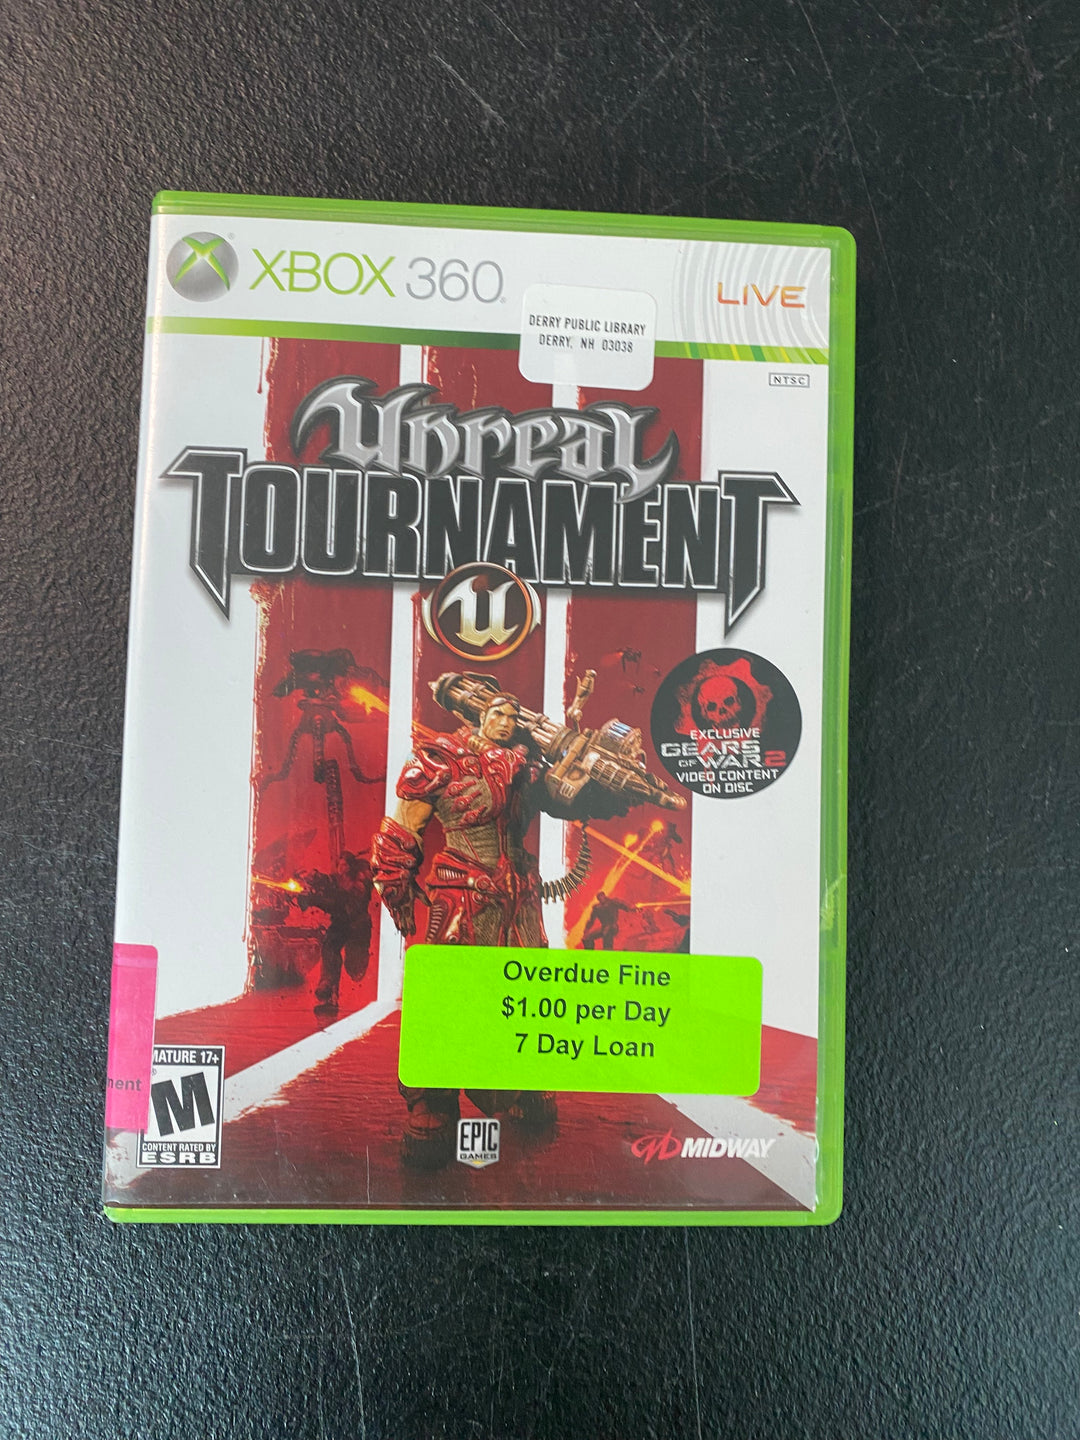 XBOX 360
LIVE
DERRY PUBLIC LIBRARY
DERRY, NH 03038
NTSC
Unreal
TOURNAMENT
U
EXCLUSIVE
GEARS
OF WAR 2
VIDEO CONTENT
ON DISC
Overdue Fine
$1.00 per Day
7 Day Loan
MATURE 17+
M
CONTENT RATED BY
ESRB
EPIC
GAMES
MIDWAY